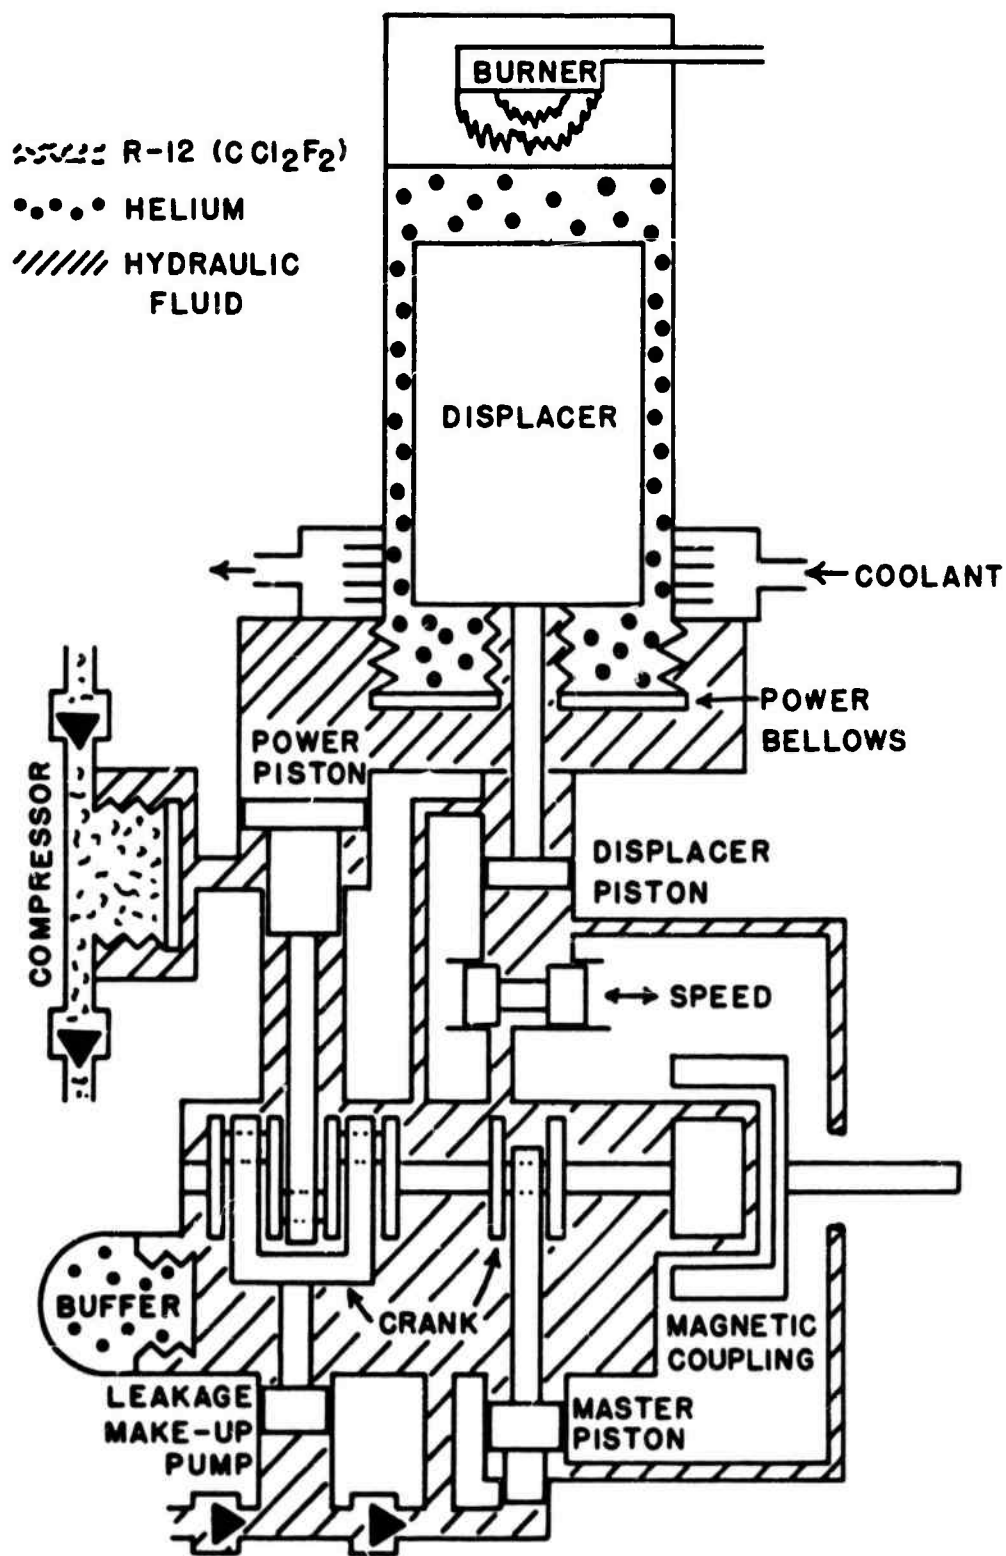 BURNER
R-12 (CCl₂F₂)
HELIUM
HYDRAULIC
FLUID
DISPLACER
COOLANT
POWER
BELLOWS
POWER
PISTON
COMPRESSOR
DISPLACER
PISTON
SPEED
BUFFER
CRANK
MAGNETIC
COUPLING
LEAKAGE
MAKE-UP
PUMP
MASTER
PISTON